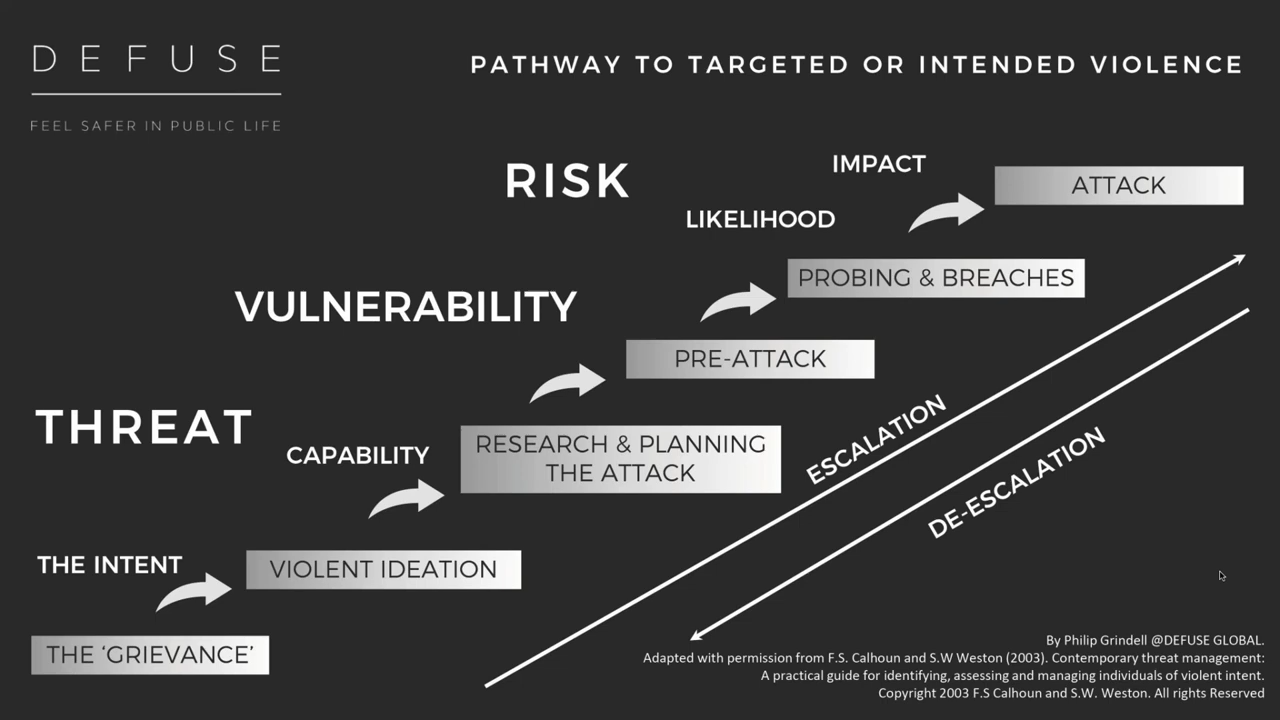 DEFUSE
FEEL SAFER IN PUBLIC LIFE
PATHWAY TO TARGETED OR INTENDED VIOLENCE
RISK
IMPACT
ATTACK
LIKELIHOOD
PROBING & BREACHES
VULNERABILITY
PRE-ATTACK
THREAT
CAPABILITY
RESEARCH & PLANNING
THE ATTACK
ESCALATION
DE-ESCALATION
THE INTENT
VIOLENT IDEATION
THE ‘GRIEVANCE’
By Philip Grindell @DEFUSE GLOBAL.
Adapted with permission from F.S. Calhoun and S.W Weston (2003). Contemporary threat management:
A practical guide for identifying, assessing and managing individuals of violent intent.
Copyright 2003 F.S Calhoun and S.W. Weston. All rights Reserved